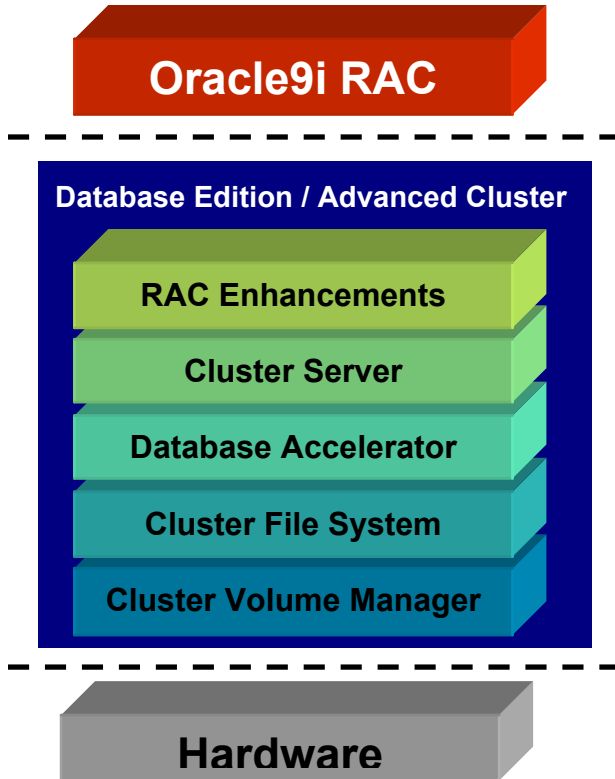 Oracle9i RAC
Database Edition / Advanced Cluster
RAC Enhancements
Cluster Server
Database Accelerator
Cluster File System
Cluster Volume Manager
Hardware